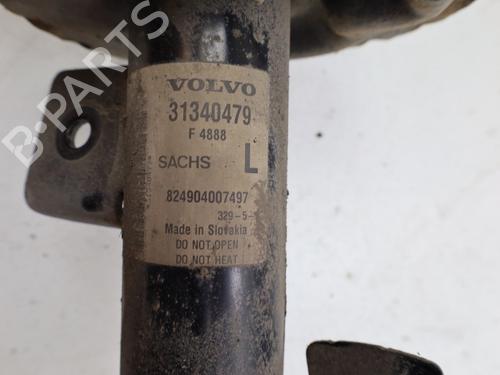 B-PARTS
VOLVO
31340479
F 4888
SACHS L
824904007497
329-5-
Made in Slovakia
DO NOT OPEN
DO NOT HEAT